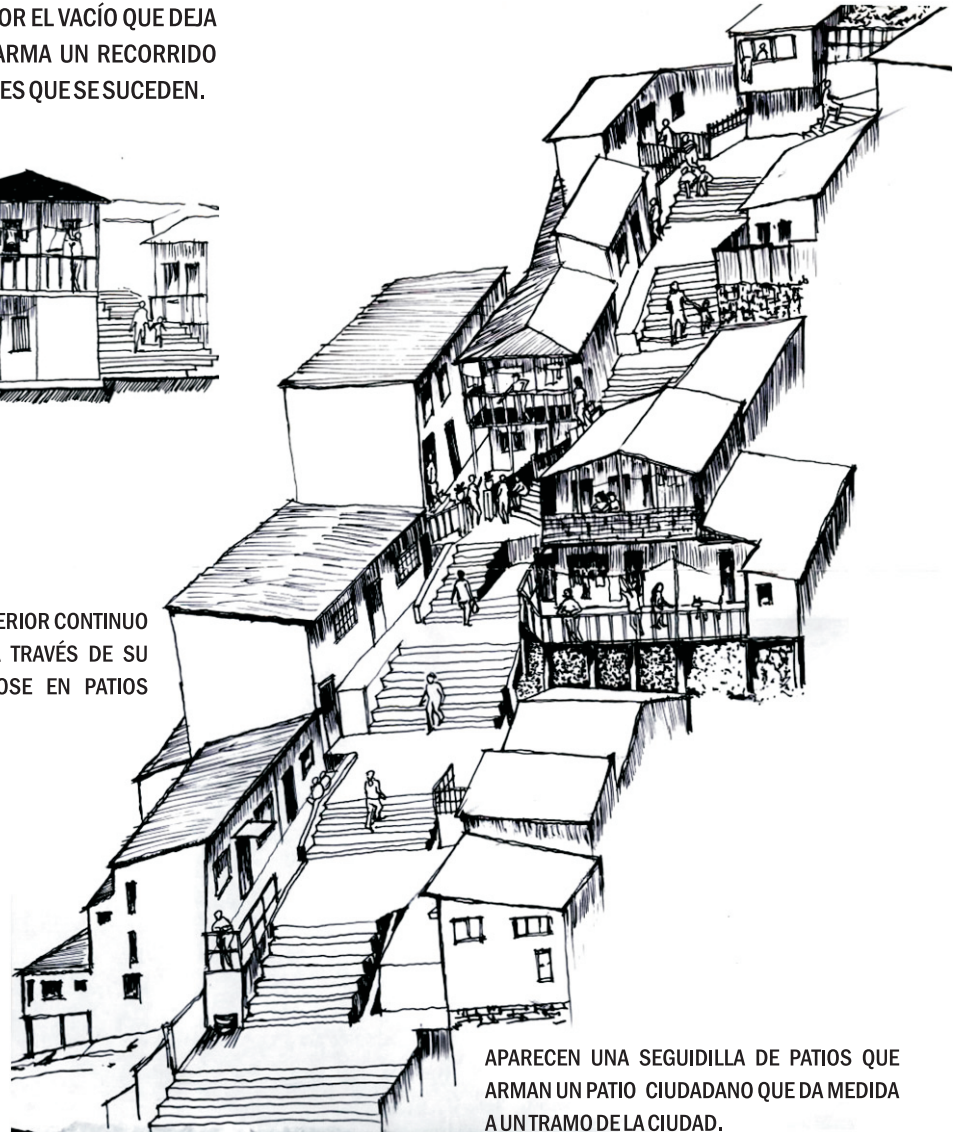 OR EL VACÍO QUE DEJA
ARMA UN RECORRIDO
ES QUE SE SUCEDEN.
ERIOR CONTINUO
TRAVÉS DE SU
OSE EN PATIOS
APARECEN UNA SEGUIDILLA DE PATIOS QUE
ARMAN UN PATIO CIUDADANO QUE DA MEDIDA
A UN TRAMO DE LA CIUDAD.